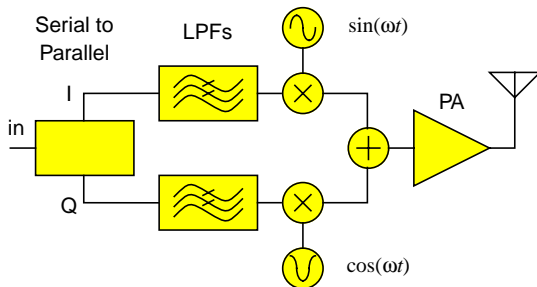 Serial to
Parallel
LPFs
sin(ωt)
I
PA
in
Q
cos(ωt)